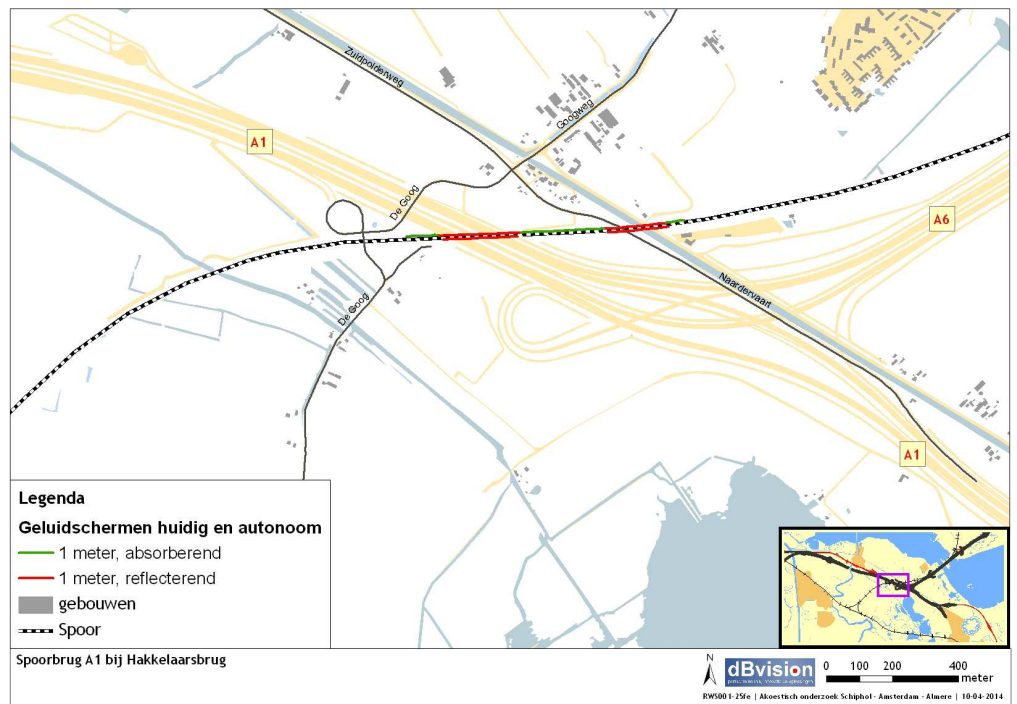 Zuidpolderweg
Googweg
A1
De Goog
A6
Naardervaart
De Goog
A1
Legenda
Geluidschermen huidig en autonoom
1 meter, absorberend
1 meter, reflecterend
gebouwen
Spoor
Spoorbrug A1 bij Hakkelaarsbrug
N
dBvision
0 100 200 400
meter
RWS001-25fe | Akoestisch onderzoek Schiphol - Amsterdam - Almere | 10-04-2014